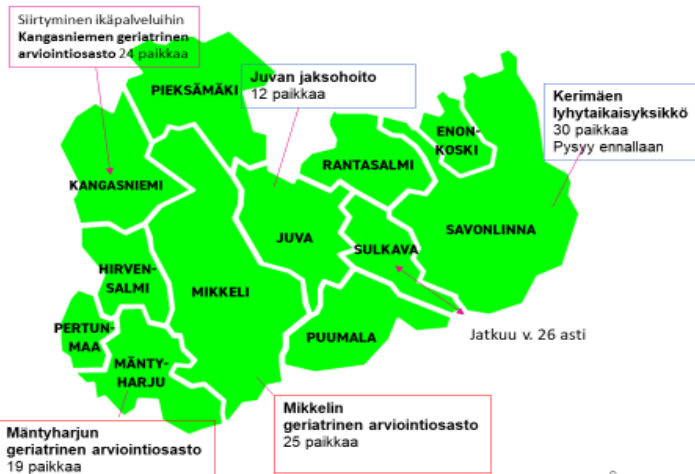 Siirtyminen ikäpalveluihin
Kangasniemen geriatrinen
arviointiosasto 24 paikkaa
PIEKSÄMÄKI
Juvan jaksohoito
12 paikkaa
Kerimäen
lyhytaikaisyksikkö
30 paikkaa
Pysyy ennallaan
ENON-
KOSKI
RANTASALMI
KANGASNIEMI
JUVA
SULKAVA
SAVONLINNA
HIRVEN-
SALMI
MIKKELI
PERTUN-
MAA
MÄNTY-
HARJU
PUUMALA
Jatkuu v. 26 asti
Mikkelin
geriatrinen arviointiosasto
25 paikkaa
Mäntyharjun
geriatrinen arviointiosasto
19 paikkaa